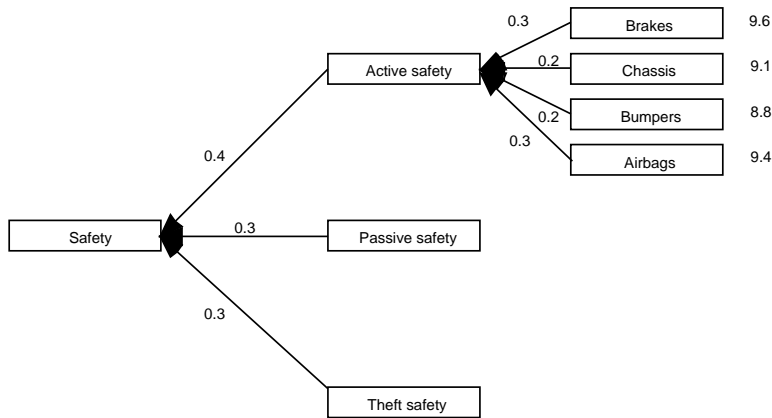 0.3
Brakes
9.6
0.2
Chassis
9.1
Active safety
0.2
Bumpers
8.8
0.3
Airbags
9.4
0.4
Safety
0.3
Passive safety
0.3
Theft safety